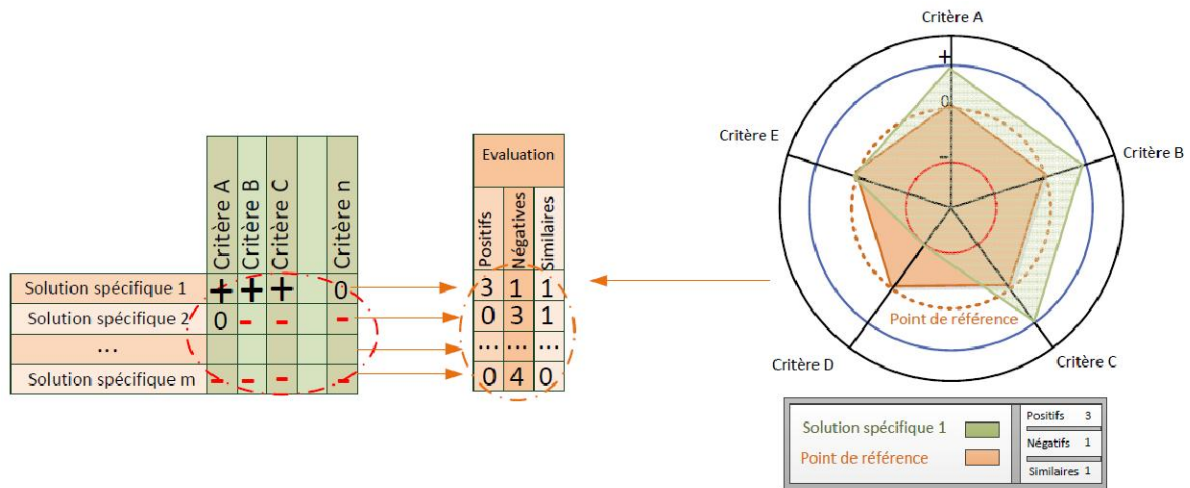 Critère A
Critère B
Critère C
Critère n
Evaluation
Positifs
Négatives
Similaires
Solution spécifique 1
+ + + 0
3 1 1
Solution spécifique 2
0 - - -
0 3 1
...
... ... ...
Solution spécifique m
- - - -
0 4 0
Critère A
+
0
-
Critère E
Critère B
Point de référence
Critère D
Critère C
Solution spécifique 1
Point de référence
Positifs 3
Négatifs 1
Similaires 1